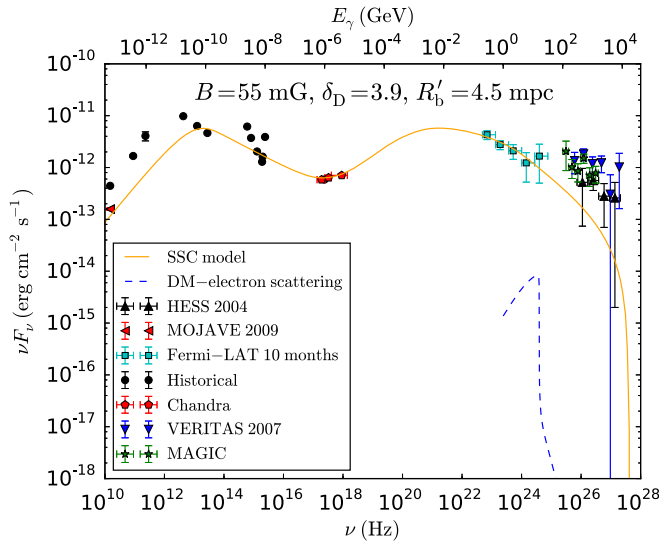 E_γ (GeV)
10^−12 10^−10 10^−8 10^−6 10^−4 10^−2 10^0 10^2 10^4
10^−10
B=55 mG, δ_D=3.9, R′_b=4.5 mpc
10^−11
10^−12
10^−13
10^−14
10^−15
10^−16
10^−17
10^−18
νF_ν (erg cm^−2 s^−1)
SSC model
DM−electron scattering
HESS 2004
MOJAVE 2009
Fermi−LAT 10 months
Historical
Chandra
VERITAS 2007
MAGIC
10^10 10^12 10^14 10^16 10^18 10^20 10^22 10^24 10^26 10^28
ν (Hz)